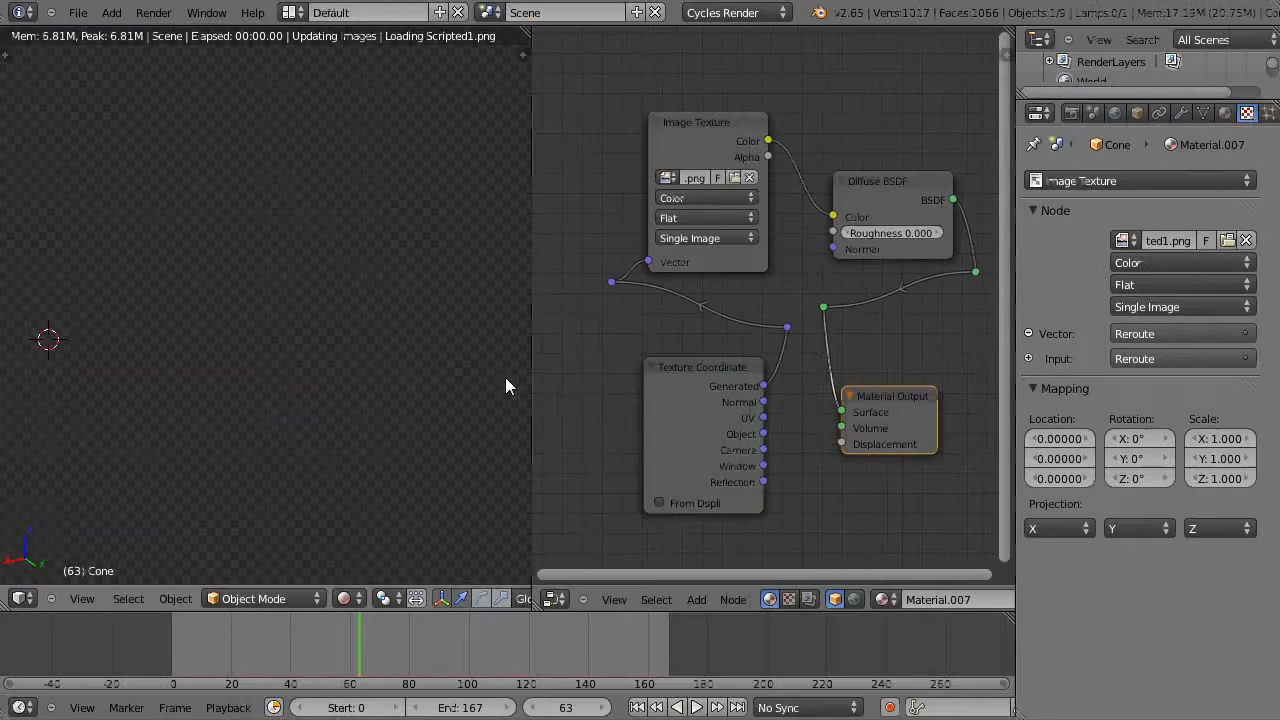 File Add Render Window Help Default Scene Cycles Render v2.65 | Verts:1017 | Faces:1066 | Objects:1/9 | Lamps:0/1 | Mem:17.19M (20.75M) | Co
Mem: 5.81M, Peak: 6.81M | Scene | Elapsed: 00:00.00 | Updating Images | Loading Scripted1.png
View Search All Scenes
RenderLayers
World
Image Texture
Color
Alpha
.png F
Color
Flat
Single Image
Vector
Diffuse BSDF
BSDF
Color
Roughness 0.000
Normal
Texture Coordinate
Generated
Normal
UV
Object
Camera
Window
Reflection
From Dupli
Material Output
Surface
Volume
Displacement
Cone Material.007
Image Texture
Node
ted1.png F
Color
Flat
Single Image
Vector: Reroute
Input: Reroute
Mapping
Location: Rotation: Scale:
0.00000 X: 0° X: 1.000
0.00000 Y: 0° Y: 1.000
0.00000 Z: 0° Z: 1.000
Projection:
X Y Z
(63) Cone
View Select Object Object Mode Glo
View Select Add Node Material.007
-40 -20 0 20 40 60 80 100 120 140 160 180 200 220 240 260
View Marker Frame Playback Start: 0 End: 167 63 No Sync